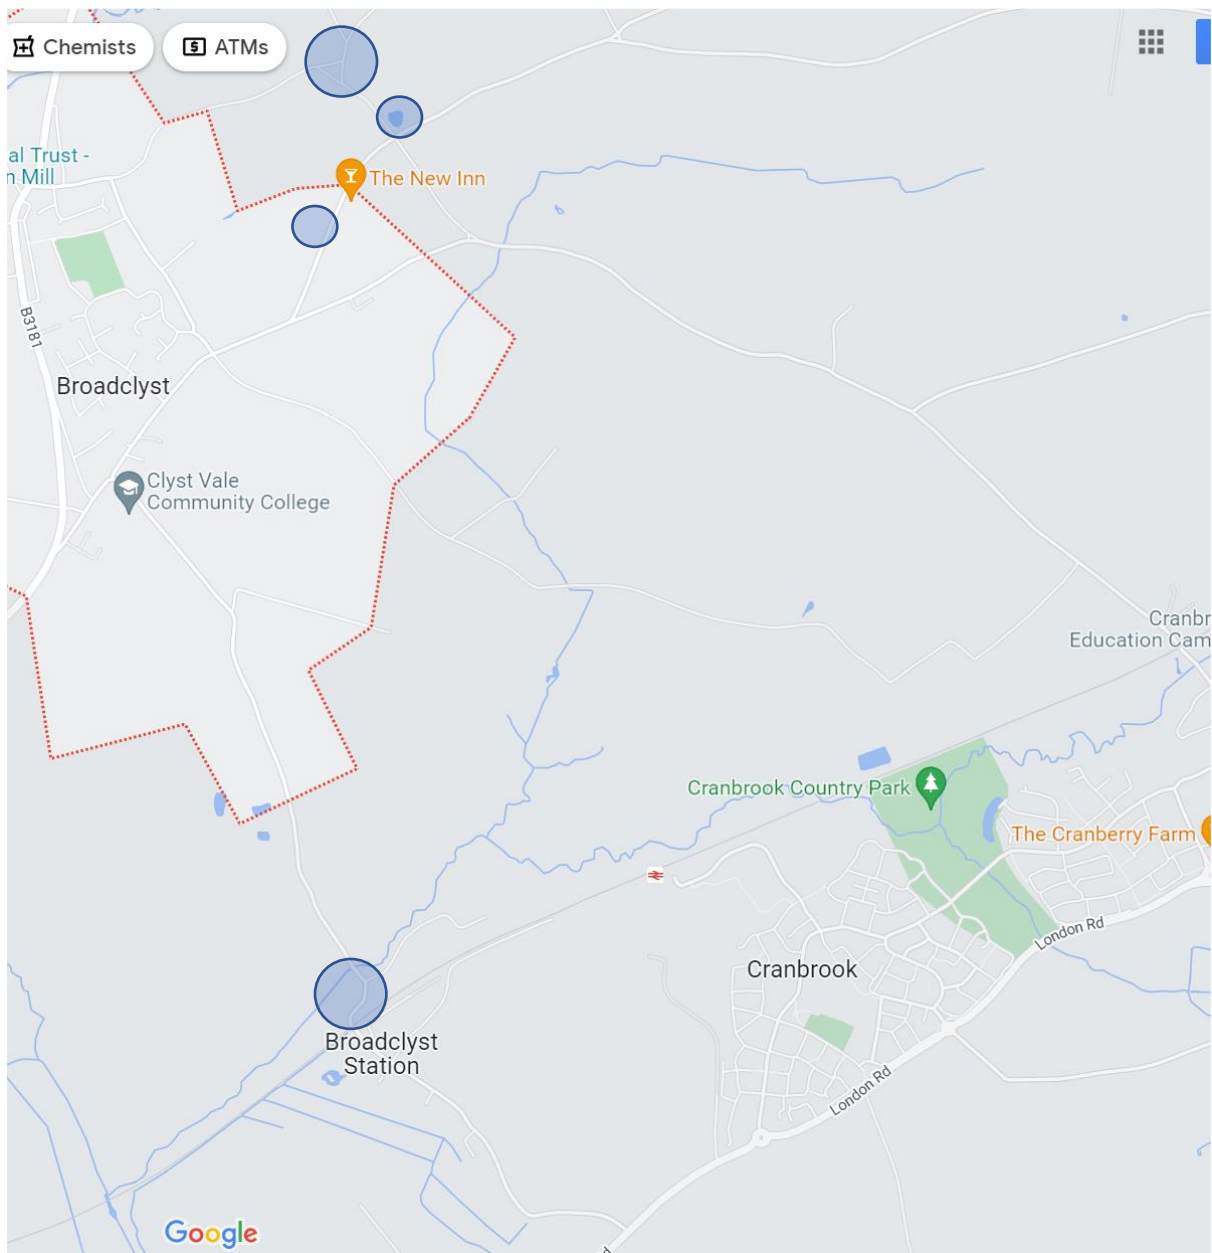 Chemists
ATMs
al Trust -
n Mill
The New Inn
B3181
Broadclyst
Clyst Vale
Community College
Cranbr
Education Cam
Cranbrook Country Park
The Cranberry Farm
London Rd
Cranbrook
Broadclyst
Station
London Rd
Google